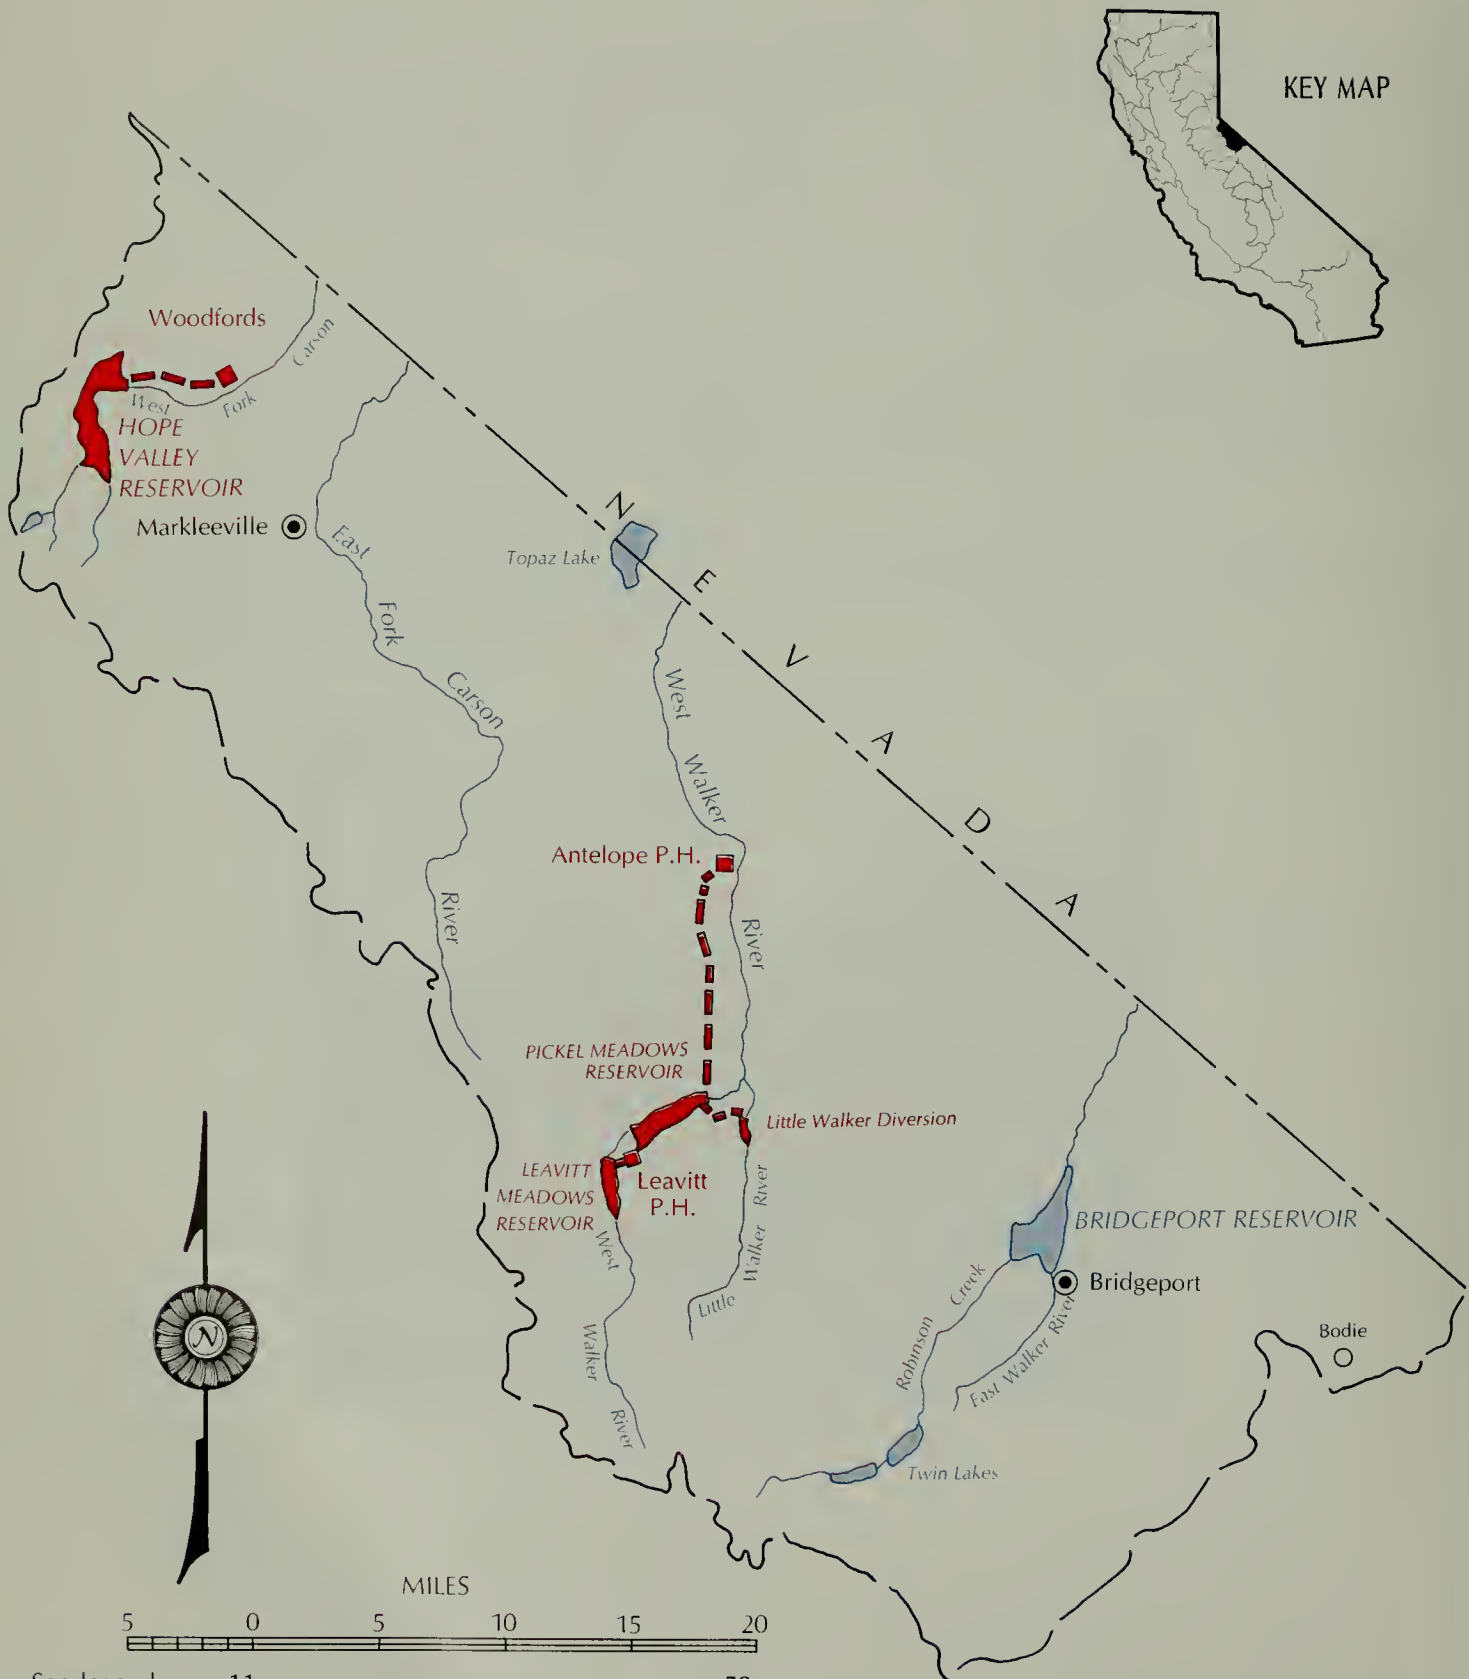 KEY MAP
Woodfords
Carson
West
Fork
HOPE
VALLEY
RESERVOIR
Markleeville
East
Fork
Carson
River
N
E
V
A
D
A
Topaz Lake
West
Walker
River
Antelope P.H.
PICKEL MEADOWS
RESERVOIR
Little Walker Diversion
LEAVITT
MEADOWS
RESERVOIR
Leavitt
P.H.
West
Walker
River
Little
Walker River
BRIDGEPORT RESERVOIR
Bridgeport
Bodie
Robinson
Creek
East Walker River
Twin Lakes
N
MILES
5 0 5 10 15 20